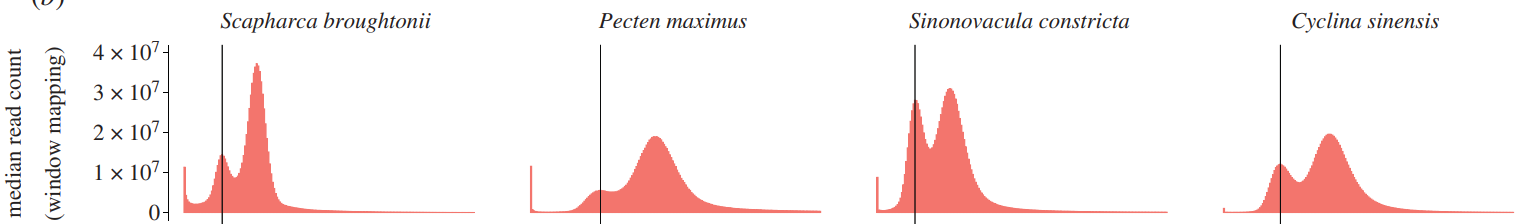 (b)
Scapharca broughtonii
Pecten maximus
Sinonovacula constricta
Cyclina sinensis
median read count
(window mapping)
4 × 10⁷
3 × 10⁷
2 × 10⁷
1 × 10⁷
0